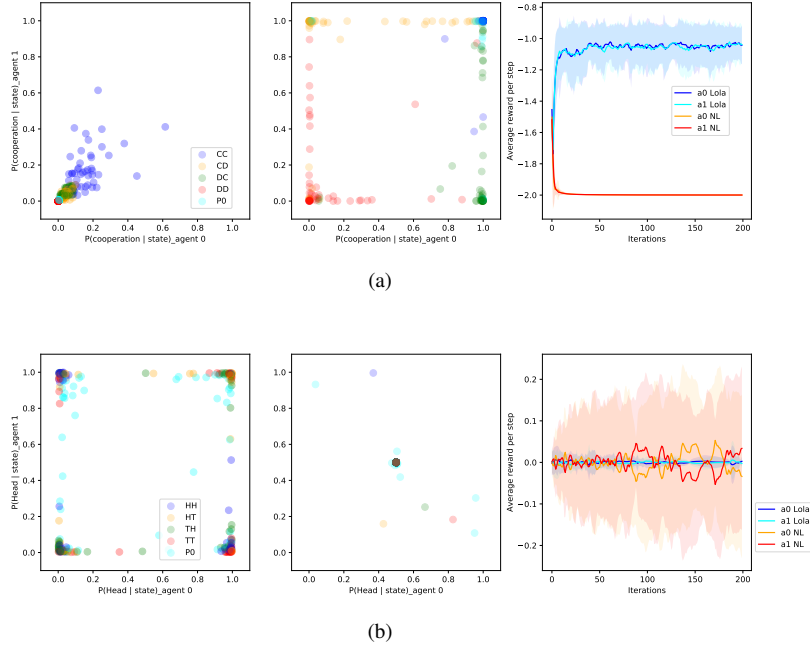 1.0
0.8
0.6
0.4
0.2
0.0
P(cooperation | state)_agent 1
0.0 0.2 0.4 0.6 0.8 1.0
P(cooperation | state)_agent 0
CC
CD
DC
DD
P0
1.0
0.8
0.6
0.4
0.2
0.0
0.0 0.2 0.4 0.6 0.8 1.0
P(cooperation | state)_agent 0
−1.0
−1.2
−1.4
−1.6
−1.8
−2.0
Average reward per step
0 50 100 150 200
Iterations
a0 Lola
a1 Lola
a0 NL
a1 NL
(a)
1.0
0.8
0.6
0.4
0.2
0.0
P(Head | state)_agent 1
0.0 0.2 0.4 0.6 0.8 1.0
P(Head | state)_agent 0
HH
HT
TH
TT
P0
1.0
0.8
0.6
0.4
0.2
0.0
0.0 0.2 0.4 0.6 0.8 1.0
P(Head | state)_agent 0
0.2
0.1
0.0
−0.1
−0.2
Average reward per step
0 50 100 150 200
Iterations
a0 Lola
a1 Lola
a0 NL
a1 NL
(b)